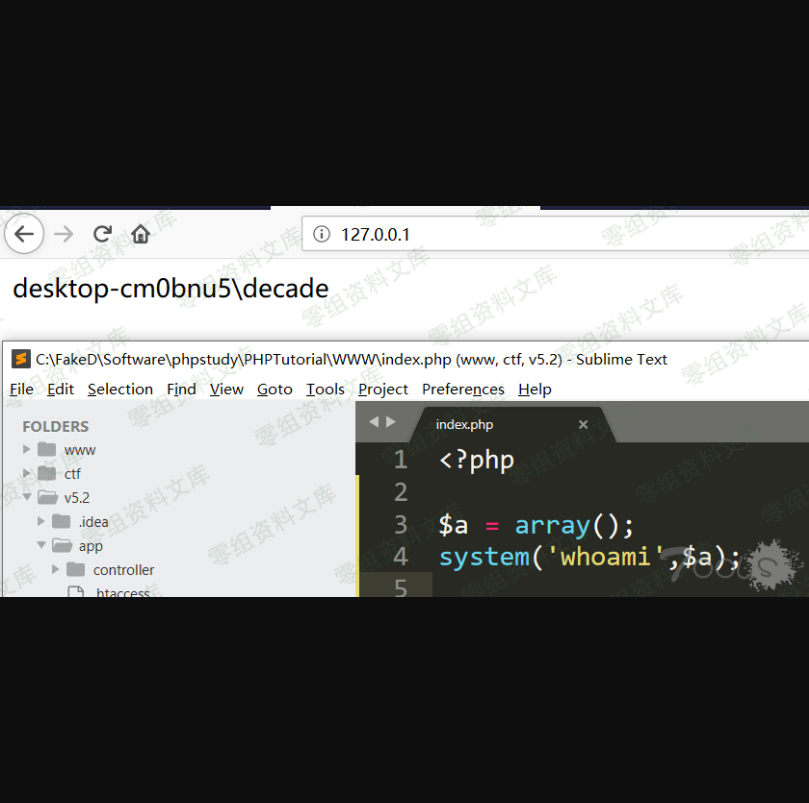 127.0.0.1
desktop-cm0bnu5\decade
C:\FakeD\Software\phpstudy\PHPTutorial\WWW\index.php (www, ctf, v5.2) - Sublime Text
File Edit Selection Find View Goto Tools Project Preferences Help
FOLDERS
www
ctf
v5.2
.idea
app
controller
.htaccess
index.php
1 <?php
2
3 $a = array();
4 system('whoami',$a);
5
零组资料文库